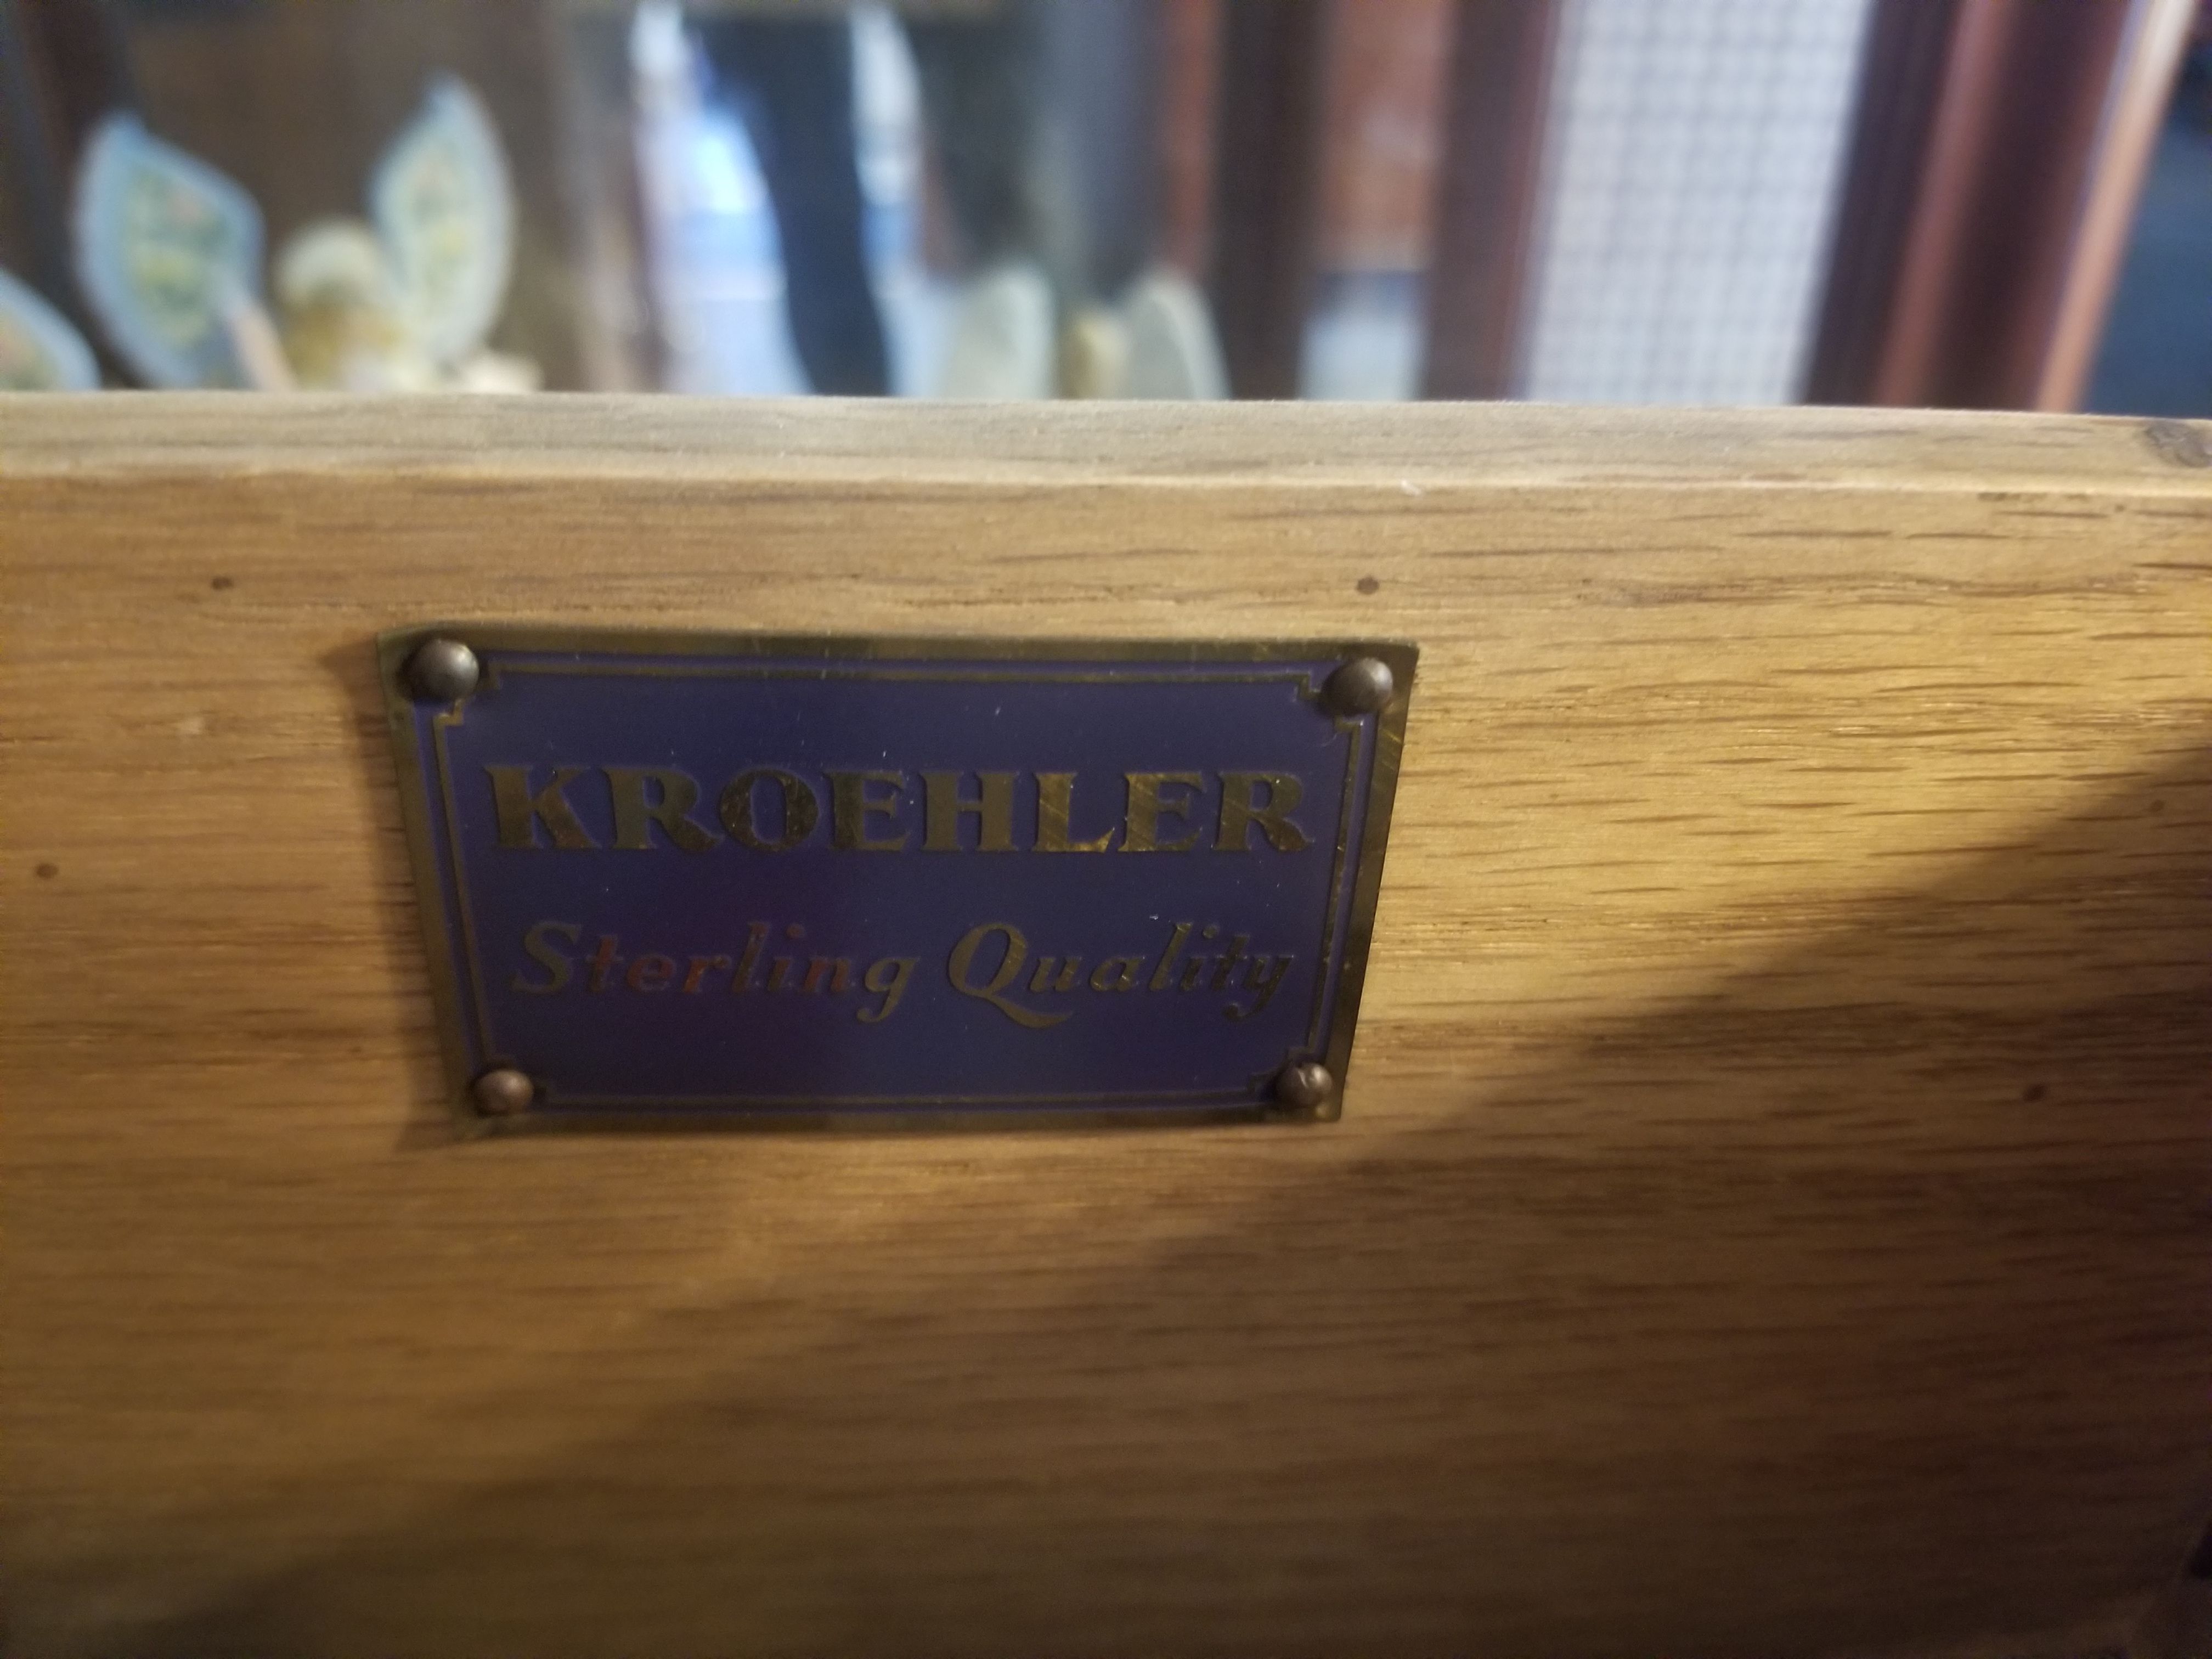 KROEHLER
Sterling Quality